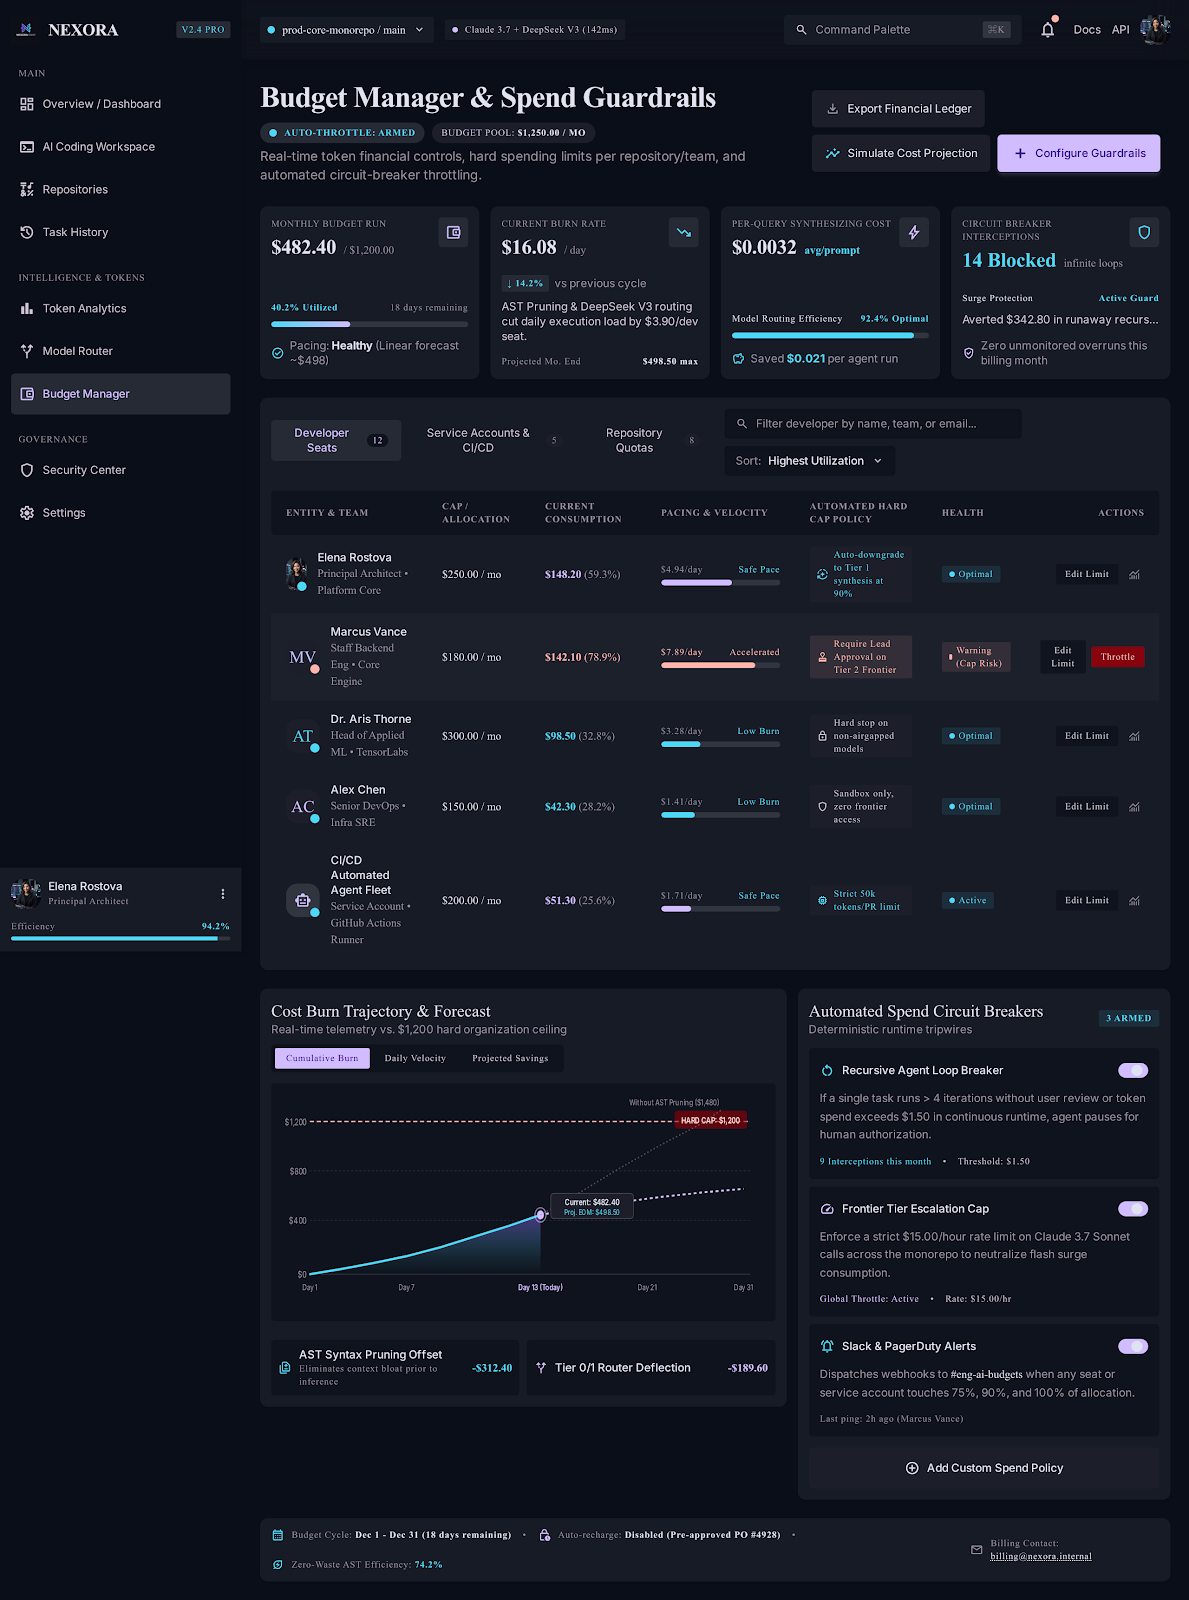 NEXORA
V2.4 PRO
prod-core-monorepo / main
Claude 3.7 + DeepSeek V3 (142ms)
Command Palette
⌘K
Docs
API
MAIN
Overview / Dashboard
AI Coding Workspace
Repositories
Task History
INTELLIGENCE & TOKENS
Token Analytics
Model Router
Budget Manager
GOVERNANCE
Security Center
Settings
Elena Rostova
Principal Architect
Efficiency
94.2%
Budget Manager & Spend Guardrails
AUTO-THROTTLE: ARMED
BUDGET POOL: $1,250.00 / MO
Real-time token financial controls, hard spending limits per repository/team, and
automated circuit-breaker throttling.
Export Financial Ledger
Simulate Cost Projection
Configure Guardrails
MONTHLY BUDGET RUN
$482.40 / $1,200.00
40.2% Utilized
18 days remaining
Pacing: Healthy (Linear forecast
~$498)
CURRENT BURN RATE
$16.08 / day
↓ 14.2% vs previous cycle
AST Pruning & DeepSeek V3 routing
cut daily execution load by $3.90/dev
seat.
Projected Mo. End
$498.50 max
PER-QUERY SYNTHESIZING COST
$0.0032 avg/prompt
Model Routing Efficiency
92.4% Optimal
Saved $0.021 per agent run
CIRCUIT BREAKER
INTERCEPTIONS
14 Blocked infinite loops
Surge Protection
Active Guard
Averted $342.80 in runaway recurs...
Zero unmonitored overruns this
billing month
Developer
Seats
12
Service Accounts &
CI/CD
5
Repository
Quotas
8
Filter developer by name, team, or email...
Sort: Highest Utilization
ENTITY & TEAM
CAP /
ALLOCATION
CURRENT
CONSUMPTION
PACING & VELOCITY
AUTOMATED HARD
CAP POLICY
HEALTH
ACTIONS
Elena Rostova
Principal Architect •
Platform Core
$250.00 / mo
$148.20 (59.3%)
$4.94/day
Safe Pace
Auto-downgrade
to Tier 1
synthesis at
90%
Optimal
Edit Limit
MV
Marcus Vance
Staff Backend
Eng • Core
Engine
$180.00 / mo
$142.10 (78.9%)
$7.89/day
Accelerated
Require Lead
Approval on
Tier 2 Frontier
Warning
(Cap Risk)
Edit
Limit
Throttle
AT
Dr. Aris Thorne
Head of Applied
ML • TensorLabs
$300.00 / mo
$98.50 (32.8%)
$3.28/day
Low Burn
Hard stop on
non-airgapped
models
Optimal
Edit Limit
AC
Alex Chen
Senior DevOps •
Infra SRE
$150.00 / mo
$42.30 (28.2%)
$1.41/day
Low Burn
Sandbox only,
zero frontier
access
Optimal
Edit Limit
CI/CD
Automated
Agent Fleet
Service Account •
GitHub Actions
Runner
$200.00 / mo
$51.30 (25.6%)
$1.71/day
Safe Pace
Strict 50k
tokens/PR limit
Active
Edit Limit
Cost Burn Trajectory & Forecast
Real-time telemetry vs. $1,200 hard organization ceiling
Cumulative Burn
Daily Velocity
Projected Savings
Without AST Pruning ($1,480)
HARD CAP: $1,200
$1,200
$800
$400
$0
Current: $482.40
Proj. EOM: $498.50
Day 1
Day 7
Day 13 (Today)
Day 21
Day 31
AST Syntax Pruning Offset
Eliminates context bloat prior to
inference
-$312.40
Tier 0/1 Router Deflection
-$189.60
Automated Spend Circuit Breakers
Deterministic runtime tripwires
3 ARMED
Recursive Agent Loop Breaker
If a single task runs > 4 iterations without user review or token
spend exceeds $1.50 in continuous runtime, agent pauses for
human authorization.
9 Interceptions this month • Threshold: $1.50
Frontier Tier Escalation Cap
Enforce a strict $15.00/hour rate limit on Claude 3.7 Sonnet
calls across the monorepo to neutralize flash surge
consumption.
Global Throttle: Active • Rate: $15.00/hr
Slack & PagerDuty Alerts
Dispatches webhooks to #eng-ai-budgets when any seat or
service account touches 75%, 90%, and 100% of allocation.
Last ping: 2h ago (Marcus Vance)
Add Custom Spend Policy
Budget Cycle: Dec 1 - Dec 31 (18 days remaining) • Auto-recharge: Disabled (Pre-approved PO #4928) •
Zero-Waste AST Efficiency: 74.2%
Billing Contact:
billing@nexora.internal